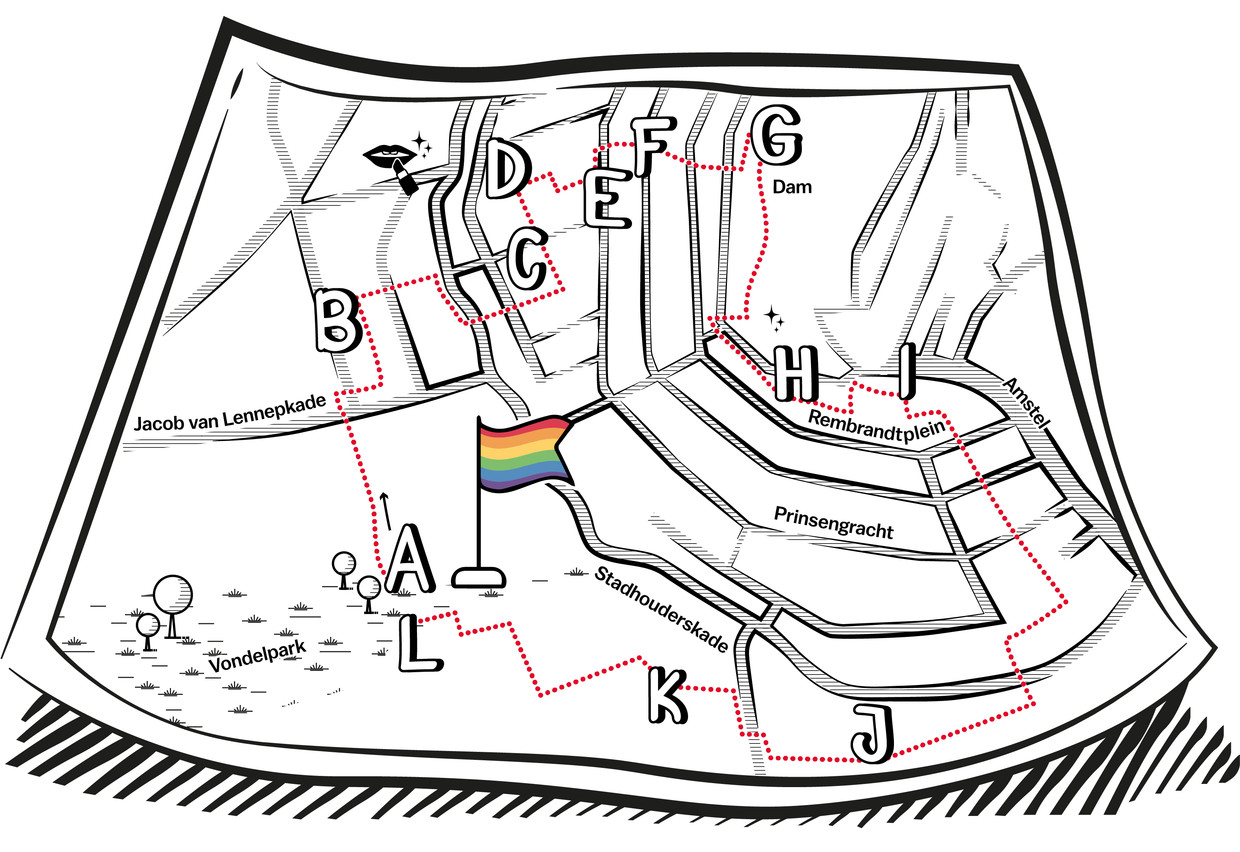 D
F
G
E
Dam
C
B
H
I
Jacob van Lennepkade
Rembrandtplein
Amstel
Prinsengracht
A
Stadhouderskade
L
Vondelpark
K
J